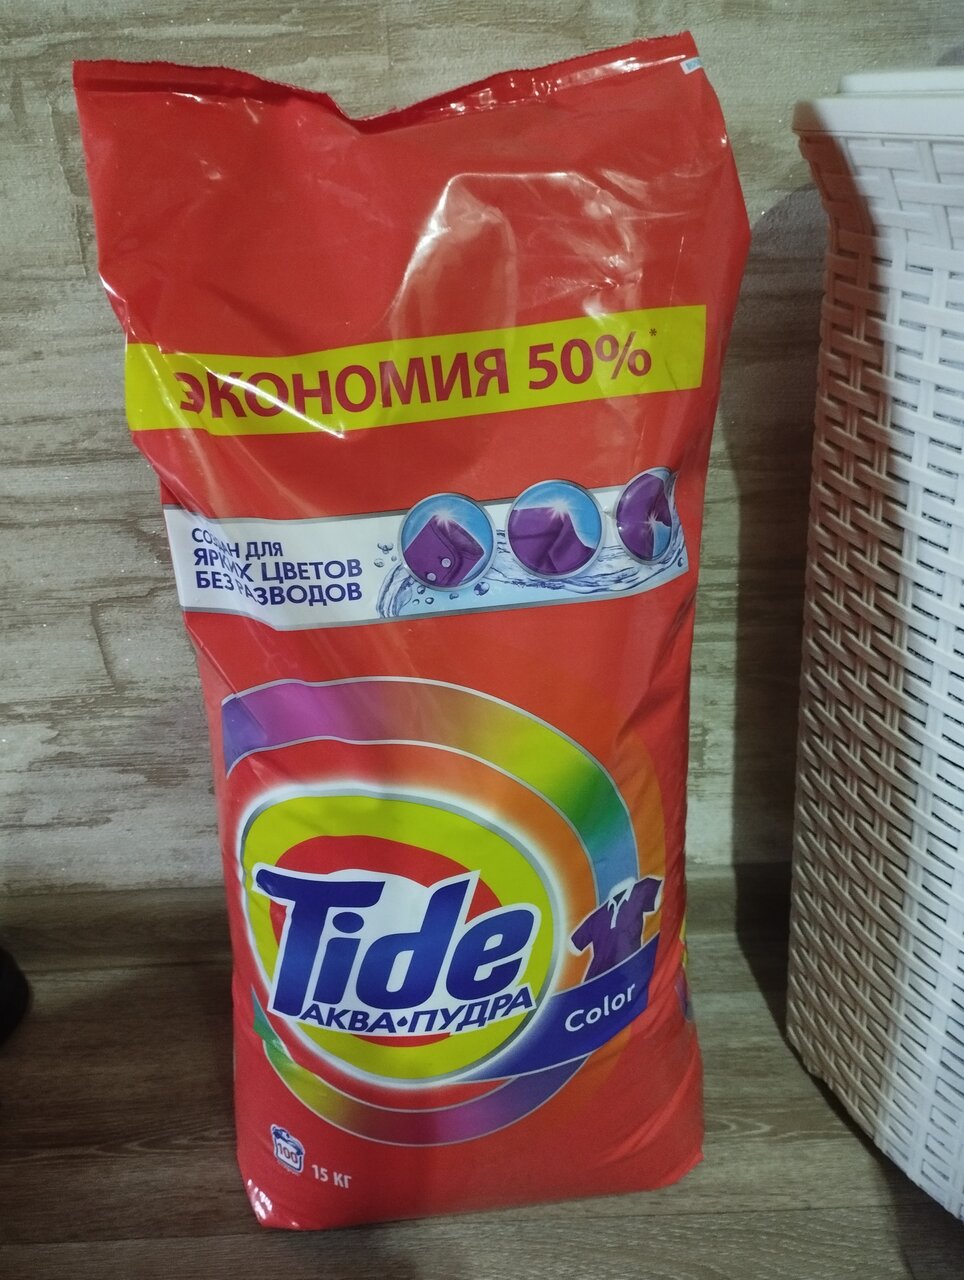 ЭКОНОМИЯ 50%*
СОЗДАН ДЛЯ
ЯРКИХ ЦВЕТОВ
БЕЗ РАЗВОДОВ
Tide
АКВА•ПУДРА
Color
100
15 КГ